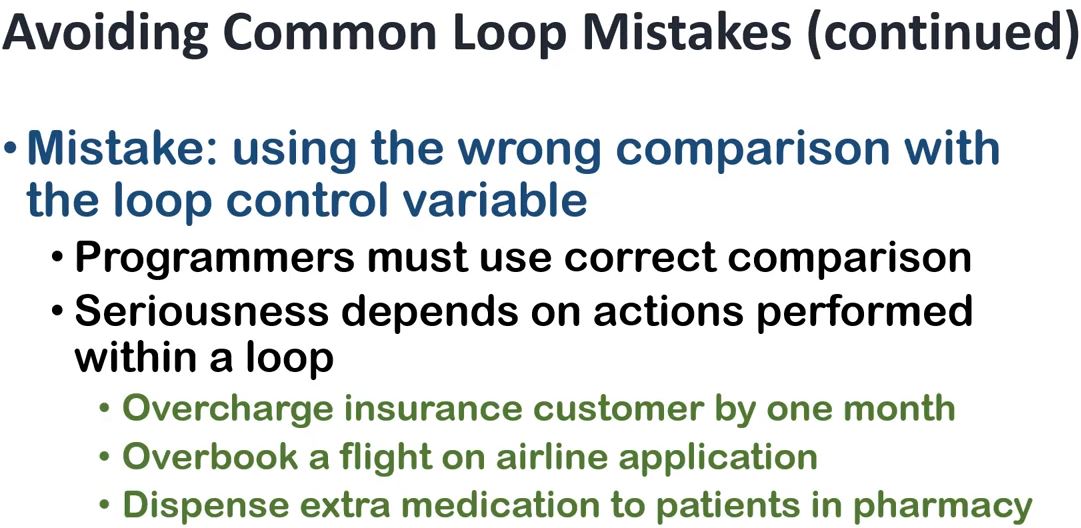 Avoiding Common Loop Mistakes (continued)
• Mistake: using the wrong comparison with
the loop control variable
• Programmers must use correct comparison
• Seriousness depends on actions performed
within a loop
• Overcharge insurance customer by one month
• Overbook a flight on airline application
• Dispense extra medication to patients in pharmacy